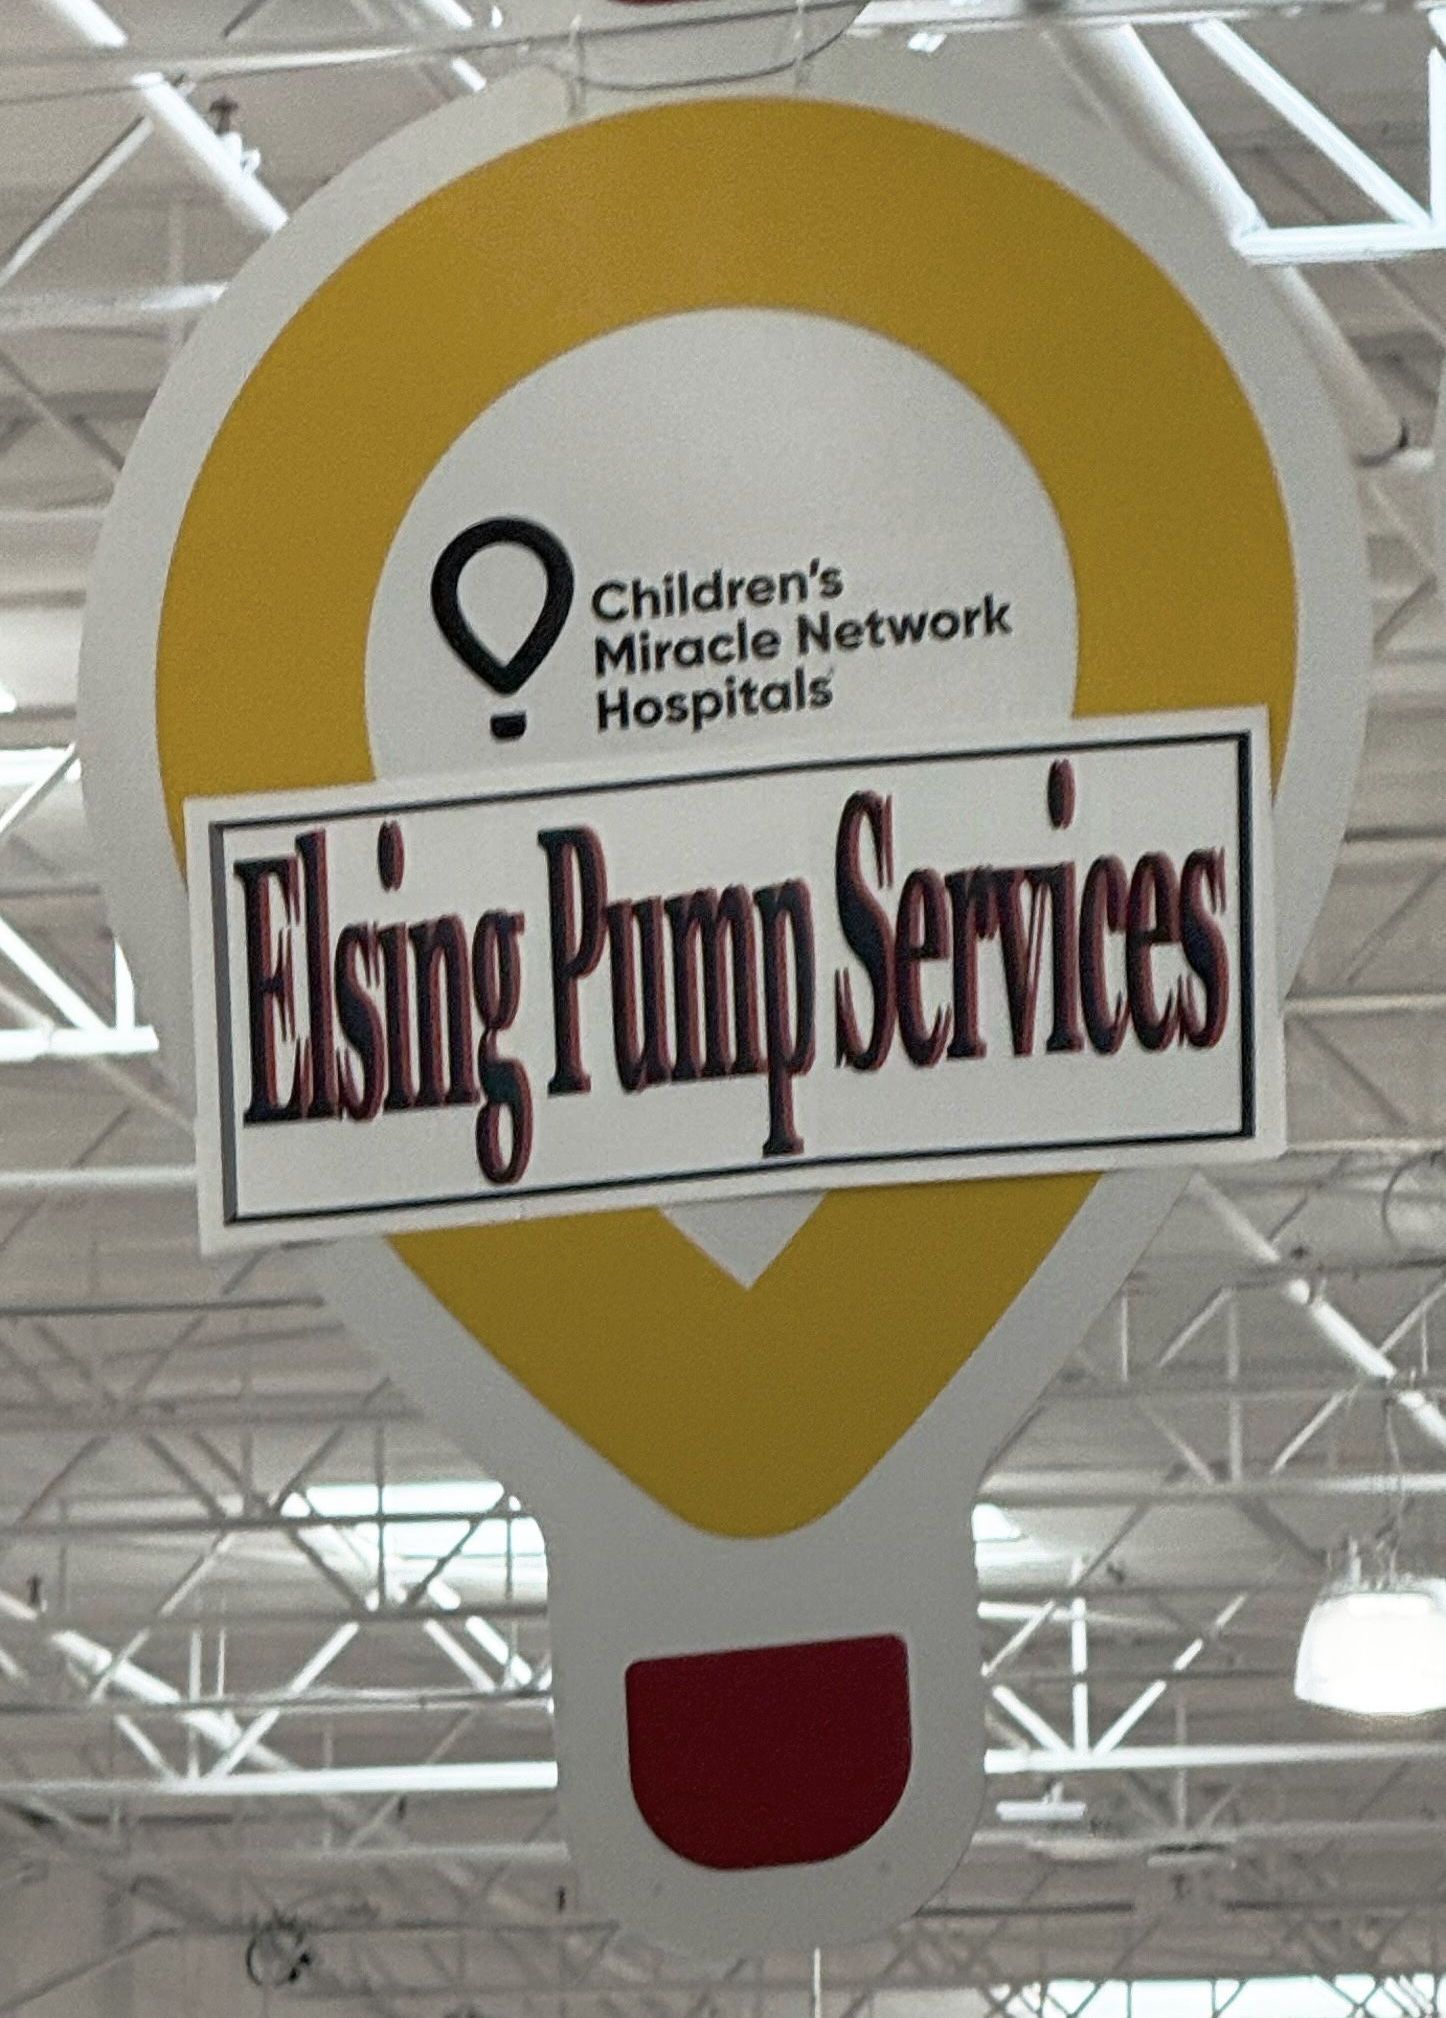 Children's
Miracle Network
Hospitals
Elsing Pump Services